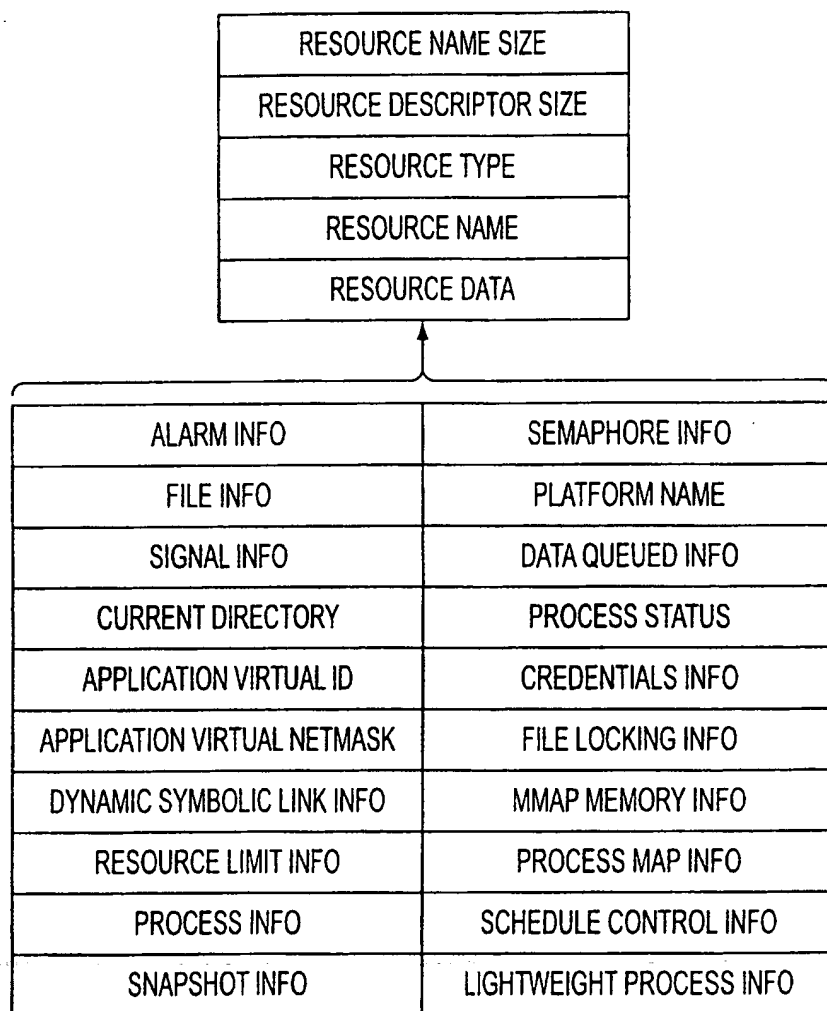 RESOURCE NAME SIZE
RESOURCE DESCRIPTOR SIZE
RESOURCE TYPE
RESOURCE NAME
RESOURCE DATA
ALARM INFO SEMAPHORE INFO
FILE INFO PLATFORM NAME
SIGNAL INFO DATA QUEUED INFO
CURRENT DIRECTORY PROCESS STATUS
APPLICATION VIRTUAL ID CREDENTIALS INFO
APPLICATION VIRTUAL NETMASK FILE LOCKING INFO
DYNAMIC SYMBOLIC LINK INFO MMAP MEMORY INFO
RESOURCE LIMIT INFO PROCESS MAP INFO
PROCESS INFO SCHEDULE CONTROL INFO
SNAPSHOT INFO LIGHTWEIGHT PROCESS INFO